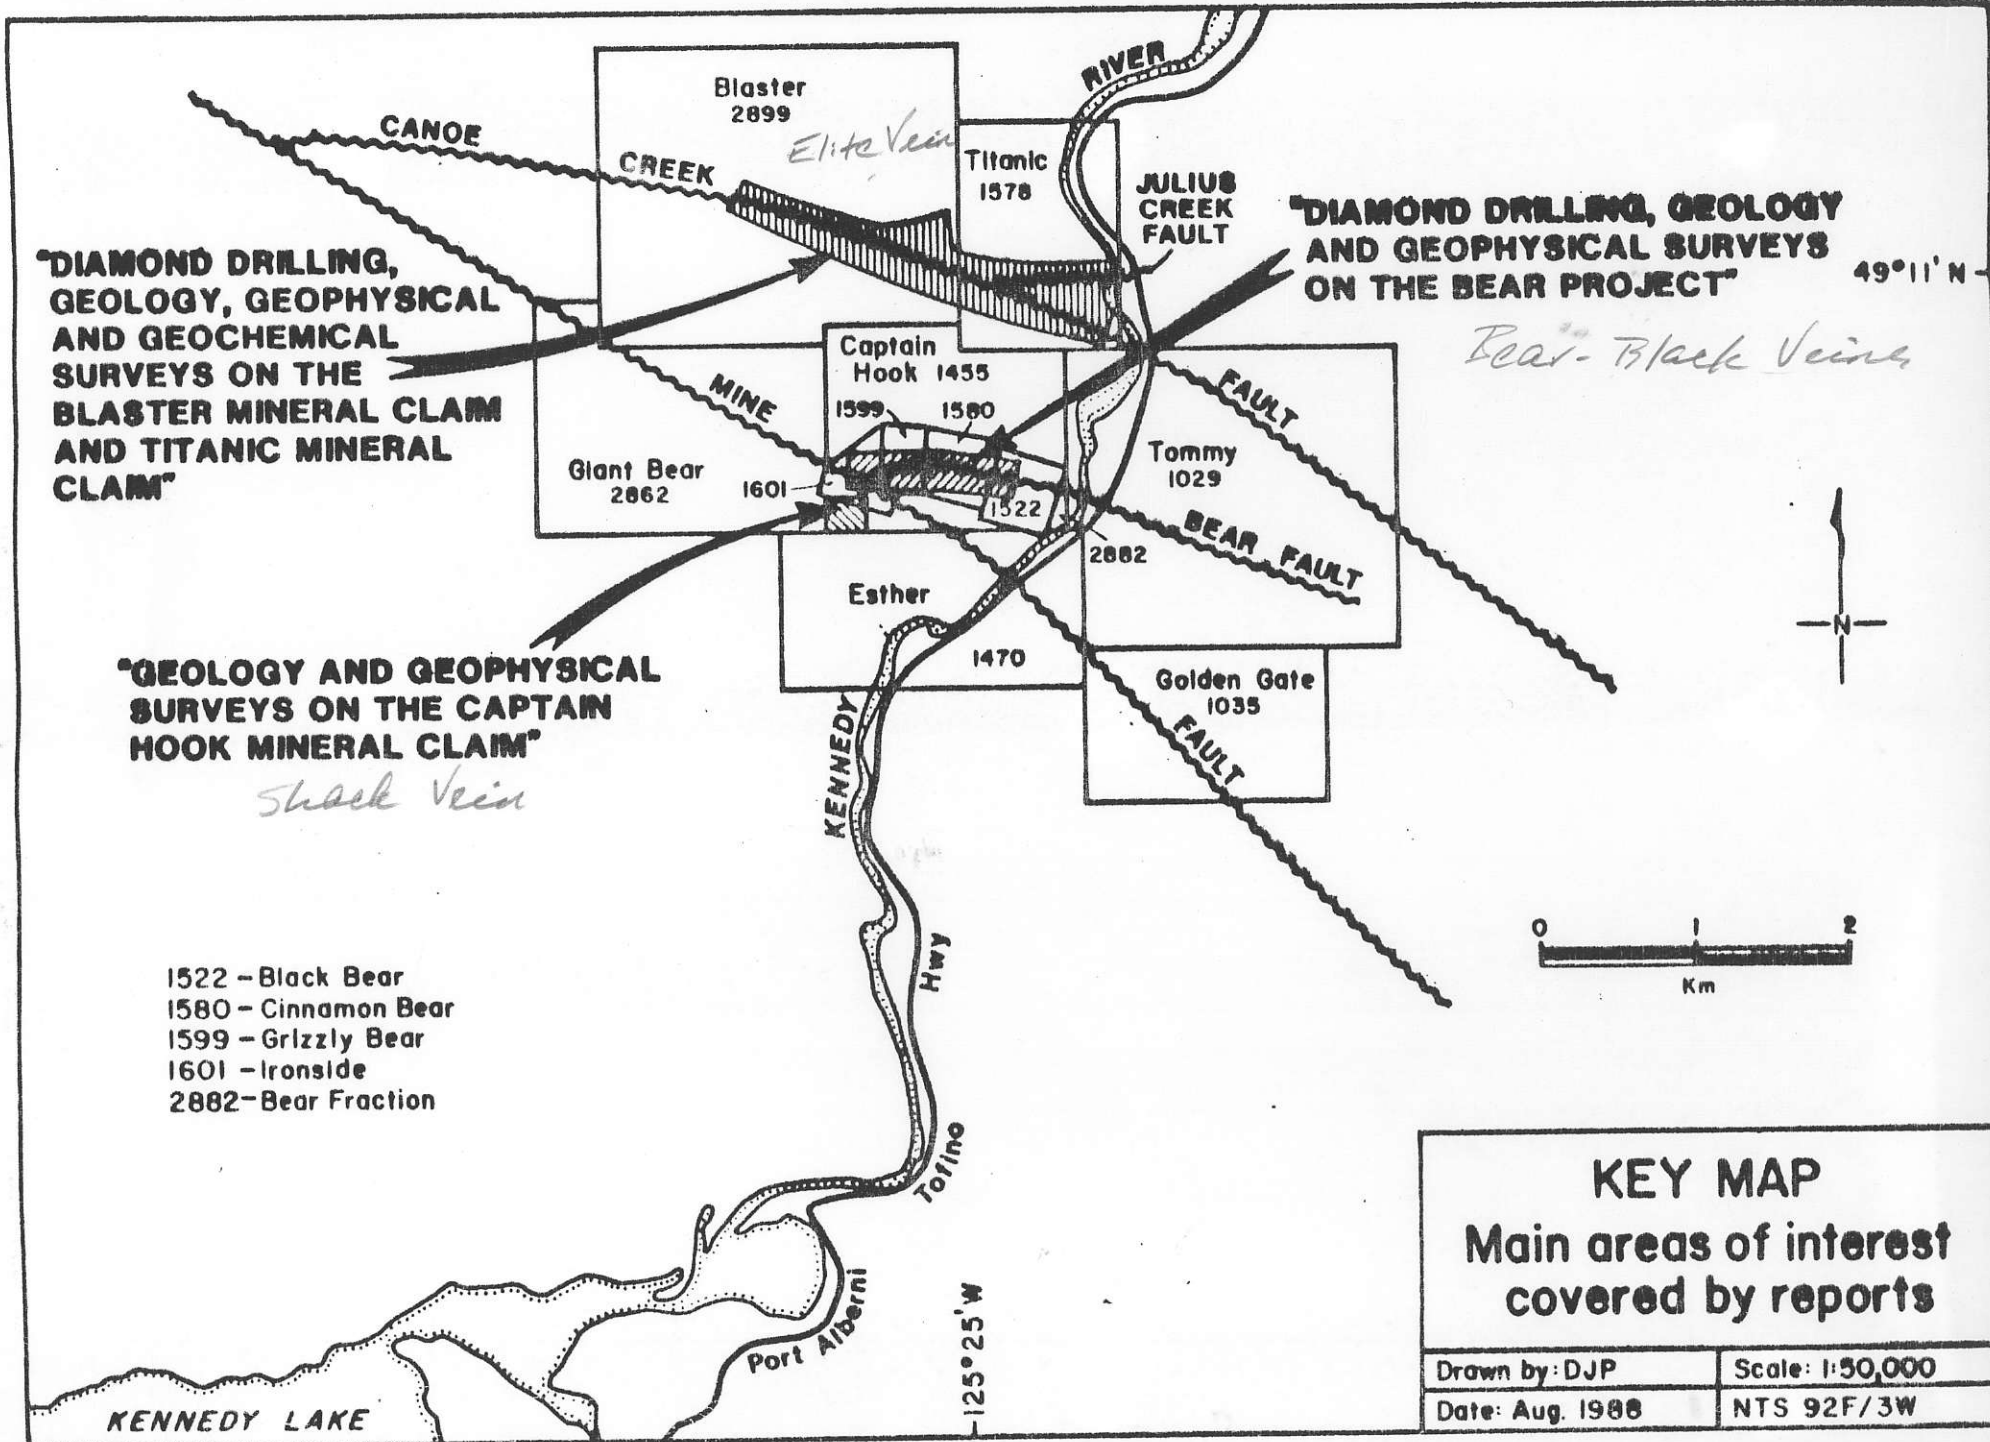 RIVER
Blaster
2899
Elite Vein
CANOE
CREEK
Titanic
1578
JULIUS
CREEK
FAULT
"DIAMOND DRILLING, GEOLOGY
AND GEOPHYSICAL SURVEYS
ON THE BEAR PROJECT"
49°11' N
Bear - Black Veins
"DIAMOND DRILLING,
GEOLOGY, GEOPHYSICAL
AND GEOCHEMICAL
SURVEYS ON THE
BLASTER MINERAL CLAIM
AND TITANIC MINERAL
CLAIM"
Captain
Hook 1455
1599
1580
MINE
FAULT
Giant Bear
2862
1601
1522
Tommy
1029
BEAR FAULT
2882
Esther
1470
N
"GEOLOGY AND GEOPHYSICAL
SURVEYS ON THE CAPTAIN
HOOK MINERAL CLAIM"
Shack Vein
Golden Gate
1035
FAULT
KENNEDY
0 1 2
Km
Hwy
1522 - Black Bear
1580 - Cinnamon Bear
1599 - Grizzly Bear
1601 - Ironside
2882 - Bear Fraction
Tofino
Port Alberni
125°25' W
KENNEDY LAKE
KEY MAP
Main areas of interest
covered by reports
Drawn by: DJP
Scale: 1:50,000
Date: Aug. 1988
NTS 92F/3W